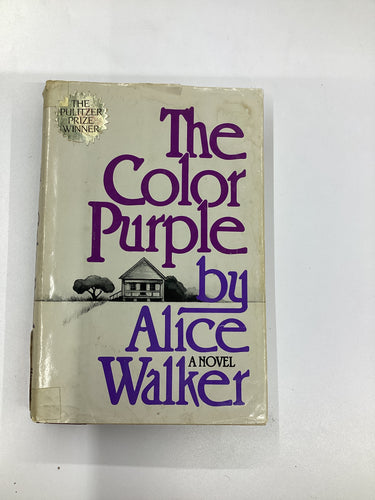 THE
PULITZER
PRIZE
WINNER
The
Color
Purple
by
Alice
A NOVEL
Walker